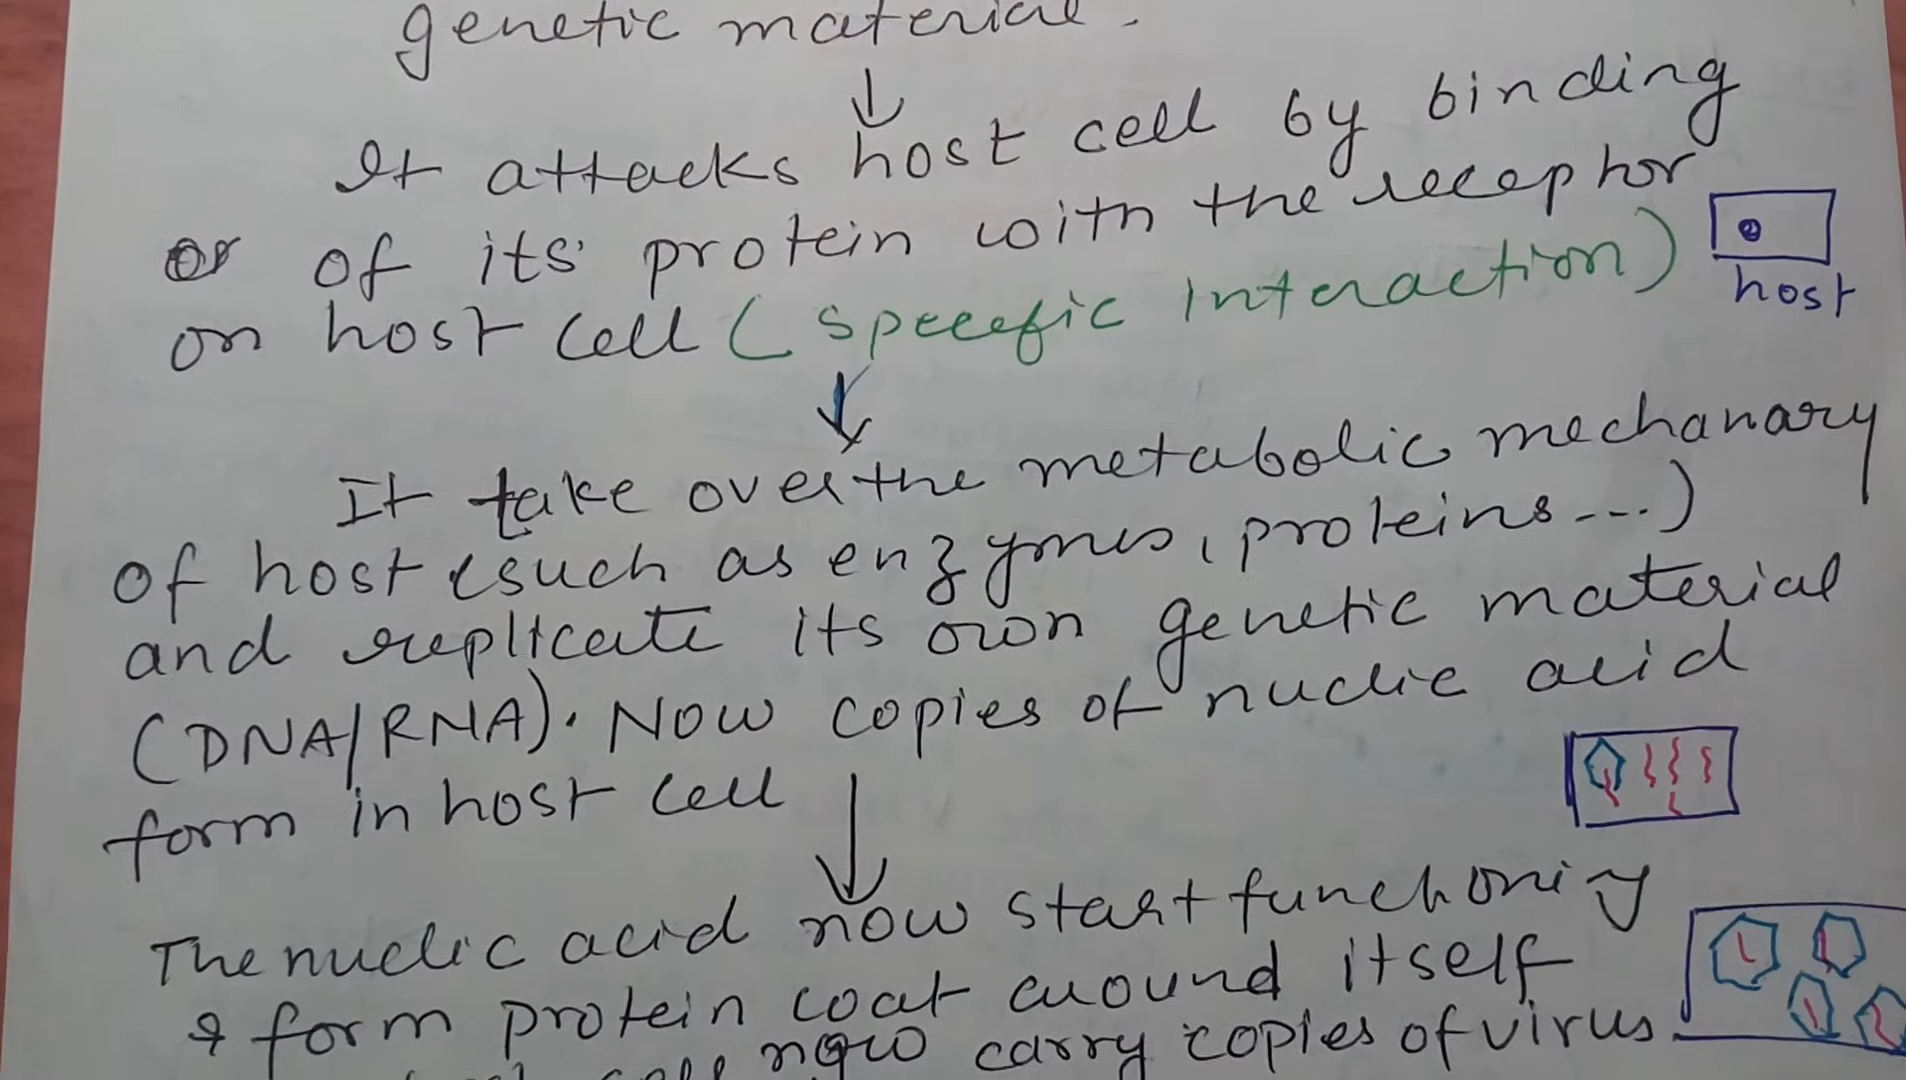 genetic material.
It attacks host cell by binding
of its protein with the receptor
on host cell (specefic interaction)
host
It take over the metabolic mechanary
of host (such as enzymes, proteins---)
and replicate its own genetic material
(DNA/RNA). Now copies of nuclic acid
form in host cell
The nuclic acid now start functioning
& form protein coat around itself
now carry copies of virus